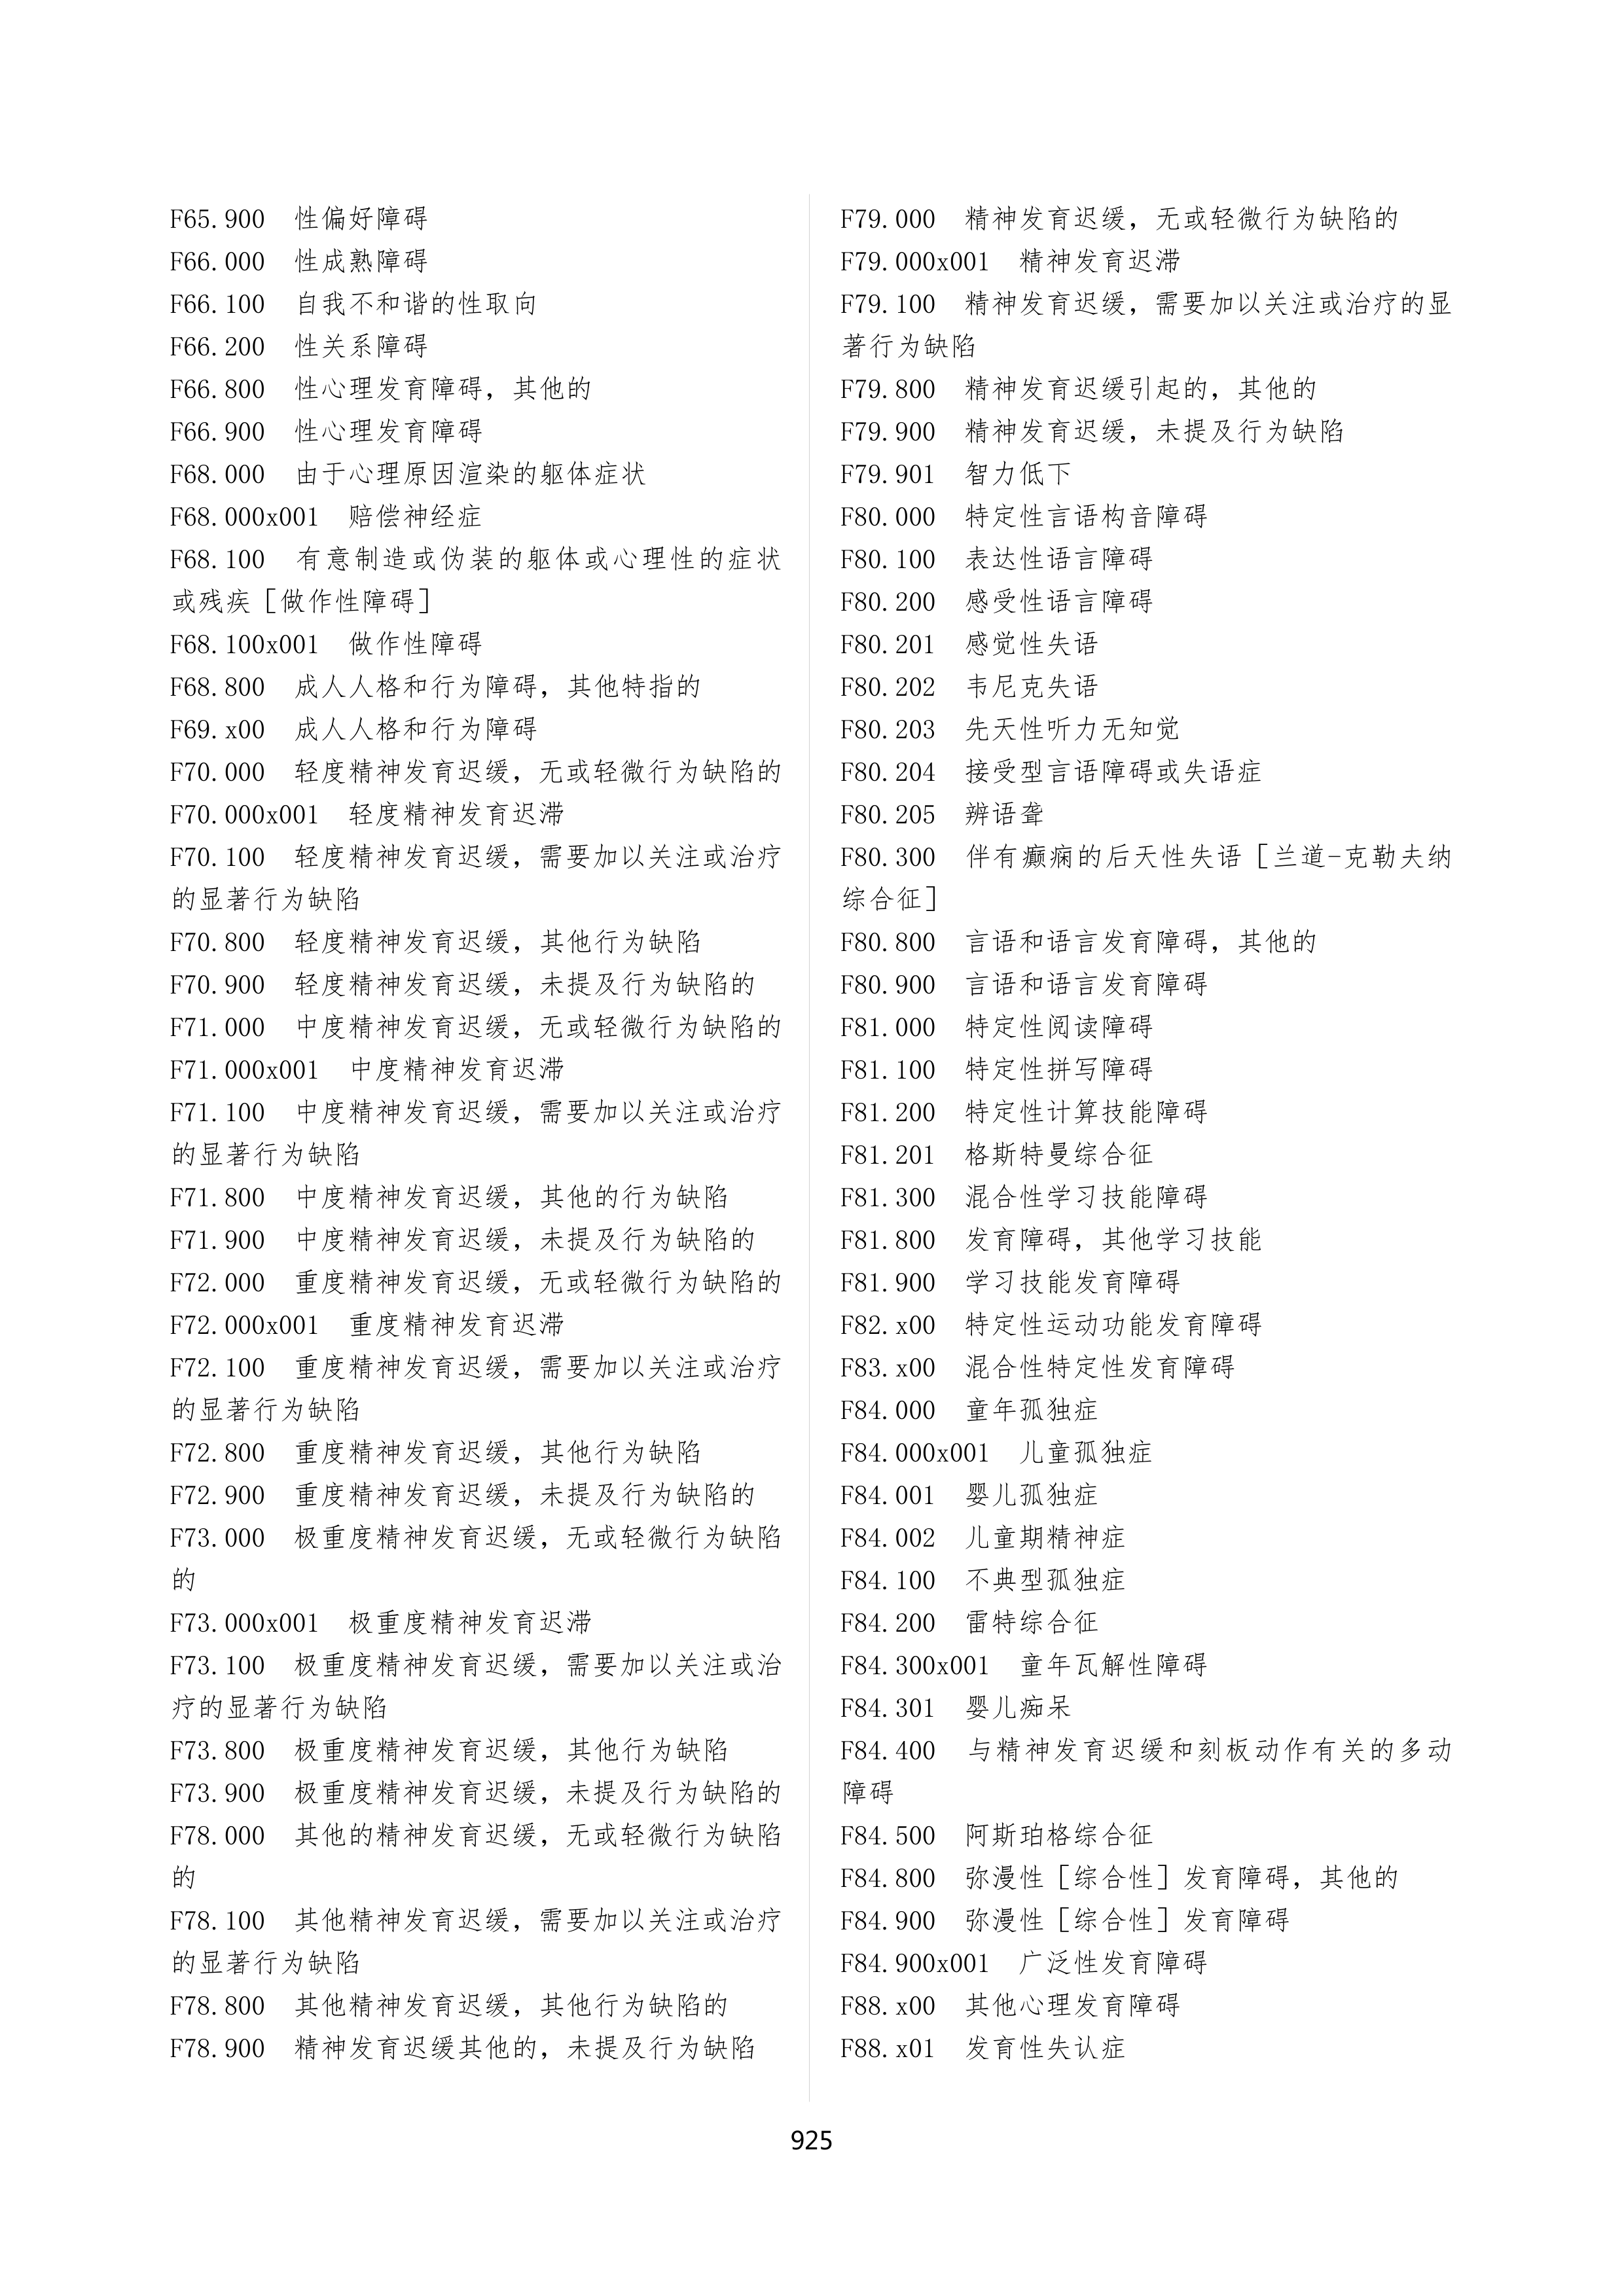 F65.900 性偏好障碍
F66.000 性成熟障碍
F66.100 自我不和谐的性取向
F66.200 性关系障碍
F66.800 性心理发育障碍，其他的
F66.900 性心理发育障碍
F68.000 由于心理原因渲染的躯体症状
F68.000x001 赔偿神经症
F68.100 有意制造或伪装的躯体或心理性的症状
或残疾［做作性障碍］
F68.100x001 做作性障碍
F68.800 成人人格和行为障碍，其他特指的
F69.x00 成人人格和行为障碍
F70.000 轻度精神发育迟缓，无或轻微行为缺陷的
F70.000x001 轻度精神发育迟滞
F70.100 轻度精神发育迟缓，需要加以关注或治疗
的显著行为缺陷
F70.800 轻度精神发育迟缓，其他行为缺陷
F70.900 轻度精神发育迟缓，未提及行为缺陷的
F71.000 中度精神发育迟缓，无或轻微行为缺陷的
F71.000x001 中度精神发育迟滞
F71.100 中度精神发育迟缓，需要加以关注或治疗
的显著行为缺陷
F71.800 中度精神发育迟缓，其他的行为缺陷
F71.900 中度精神发育迟缓，未提及行为缺陷的
F72.000 重度精神发育迟缓，无或轻微行为缺陷的
F72.000x001 重度精神发育迟滞
F72.100 重度精神发育迟缓，需要加以关注或治疗
的显著行为缺陷
F72.800 重度精神发育迟缓，其他行为缺陷
F72.900 重度精神发育迟缓，未提及行为缺陷的
F73.000 极重度精神发育迟缓，无或轻微行为缺陷
的
F73.000x001 极重度精神发育迟滞
F73.100 极重度精神发育迟缓，需要加以关注或治
疗的显著行为缺陷
F73.800 极重度精神发育迟缓，其他行为缺陷
F73.900 极重度精神发育迟缓，未提及行为缺陷的
F78.000 其他的精神发育迟缓，无或轻微行为缺陷
的
F78.100 其他精神发育迟缓，需要加以关注或治疗
的显著行为缺陷
F78.800 其他精神发育迟缓，其他行为缺陷的
F78.900 精神发育迟缓其他的，未提及行为缺陷
F79.000 精神发育迟缓，无或轻微行为缺陷的
F79.000x001 精神发育迟滞
F79.100 精神发育迟缓，需要加以关注或治疗的显
著行为缺陷
F79.800 精神发育迟缓引起的，其他的
F79.900 精神发育迟缓，未提及行为缺陷
F79.901 智力低下
F80.000 特定性言语构音障碍
F80.100 表达性语言障碍
F80.200 感受性语言障碍
F80.201 感觉性失语
F80.202 韦尼克失语
F80.203 先天性听力无知觉
F80.204 接受型言语障碍或失语症
F80.205 辨语聋
F80.300 伴有癫痫的后天性失语［兰道-克勒夫纳
综合征］
F80.800 言语和语言发育障碍，其他的
F80.900 言语和语言发育障碍
F81.000 特定性阅读障碍
F81.100 特定性拼写障碍
F81.200 特定性计算技能障碍
F81.201 格斯特曼综合征
F81.300 混合性学习技能障碍
F81.800 发育障碍，其他学习技能
F81.900 学习技能发育障碍
F82.x00 特定性运动功能发育障碍
F83.x00 混合性特定性发育障碍
F84.000 童年孤独症
F84.000x001 儿童孤独症
F84.001 婴儿孤独症
F84.002 儿童期精神症
F84.100 不典型孤独症
F84.200 雷特综合征
F84.300x001 童年瓦解性障碍
F84.301 婴儿痴呆
F84.400 与精神发育迟缓和刻板动作有关的多动
障碍
F84.500 阿斯珀格综合征
F84.800 弥漫性［综合性］发育障碍，其他的
F84.900 弥漫性［综合性］发育障碍
F84.900x001 广泛性发育障碍
F88.x00 其他心理发育障碍
F88.x01 发育性失认症
925